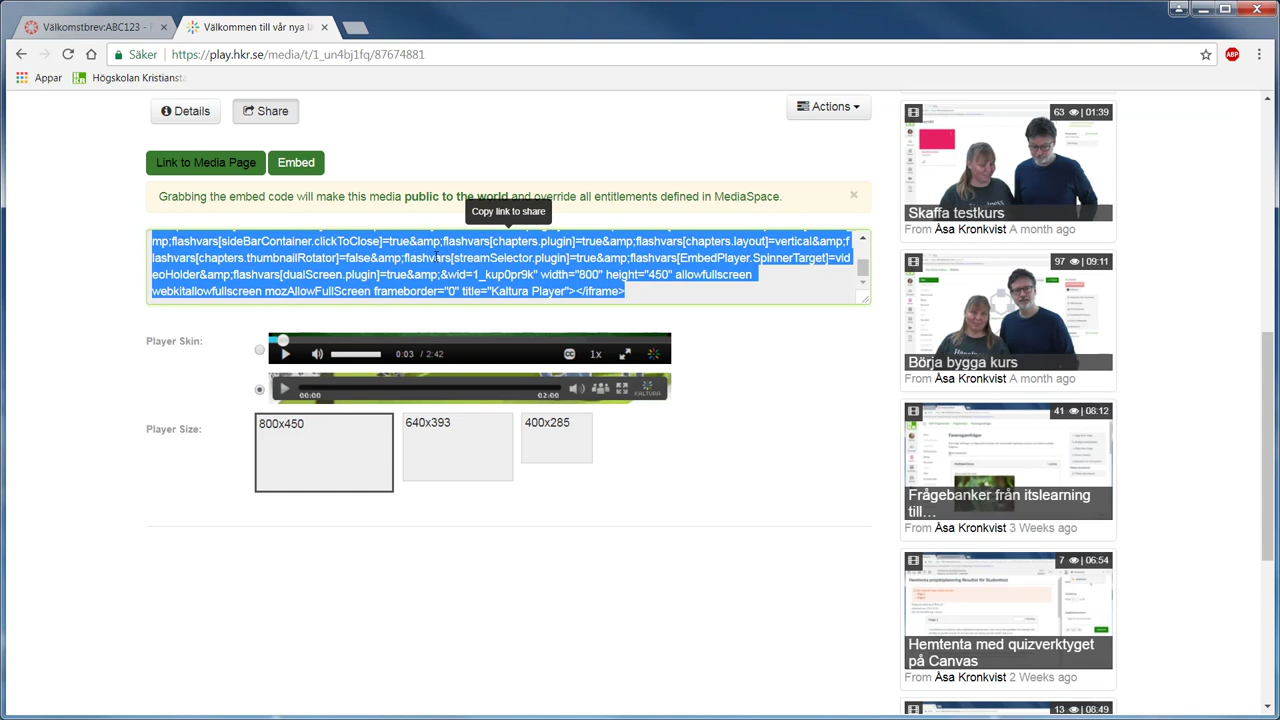 Välkomstbrev:ABC123 -
Välkommen till vår nya l
Säker
https://play.hkr.se/media/t/1_un4bj1fq/87674881
ABP
Appar
Högskolan Kristiansta
Details
Share
Actions
Link to Media Page
Embed
Grabbing the embed code will make this media public to the world and override all entitlements defined in MediaSpace.
Copy link to share
mp;flashvars[sideBarContainer.clickToClose]=true&amp;flashvars[chapters.plugin]=true&amp;flashvars[chapters.layout]=vertical&amp;f
lashvars[chapters.thumbnailRotator]=false&amp;flashvars[streamSelector.plugin]=true&amp;flashvars[EmbedPlayer.SpinnerTarget]=vid
eoHolder&amp;flashvars[dualScreen.plugin]=true&amp;&wid=1_kup0pr9k" width="800" height="450" allowfullscreen
webkitallowfullscreen mozAllowFullScreen frameborder="0" title="Kaltura Player"></iframe>
Player Skin:
0:03 / 2:42
CC
1x
00:00
02:00
KALTURA
Player Size:
800x450
640x393
400x285
63 | 01:39
Skaffa testkurs
From Åsa Kronkvist A month ago
97 | 09:11
Börja bygga kurs
From Åsa Kronkvist A month ago
41 | 08:12
Frågebanker från itslearning
till...
From Åsa Kronkvist 3 Weeks ago
7 | 06:54
Hemtenta med quizverktyget
på Canvas
From Åsa Kronkvist 2 Weeks ago
13 | 06:49